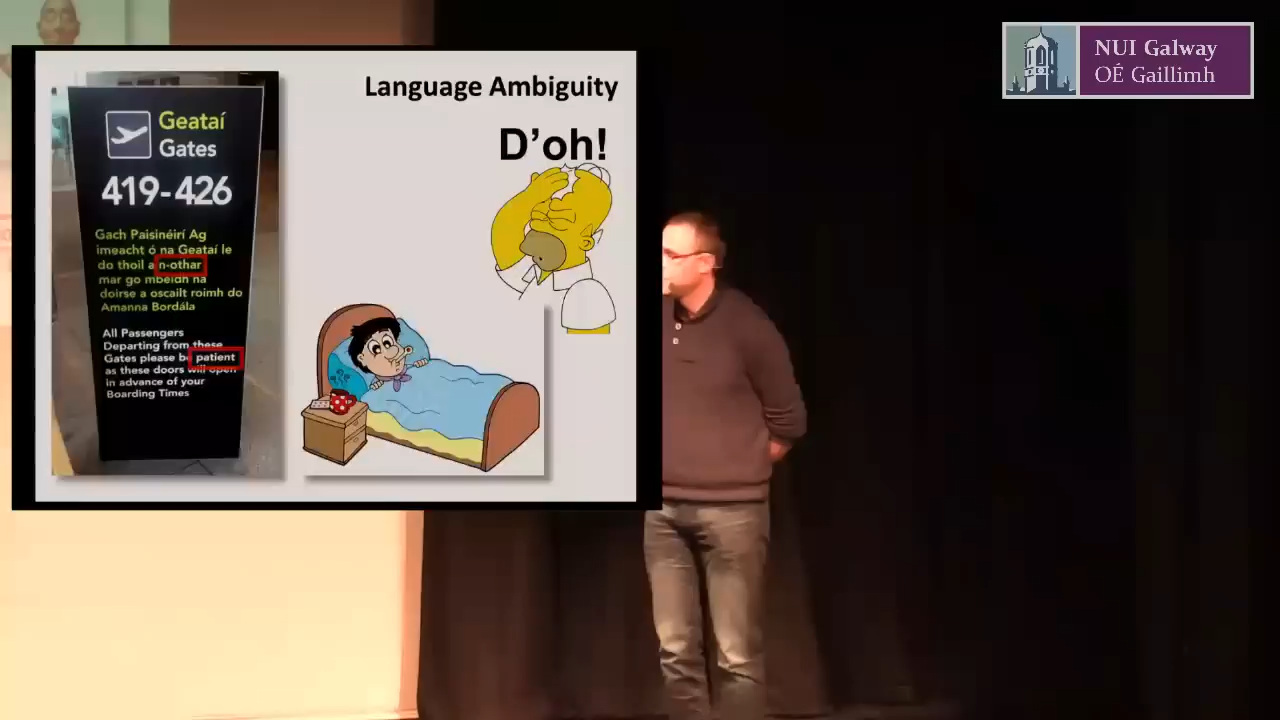 Language Ambiguity
D'oh!
Geataí
Gates
419-426
Gach Paisinéirí Ag
imeacht ó na Geataí le
do thoil a n-othar
mar go mbeidh na
doirse a oscailt roimh do
Amanna Bordála
All Passengers
Departing from these
Gates please be patient
as these doors will open
in advance of your
Boarding Times
NUI Galway
OÉ Gaillimh